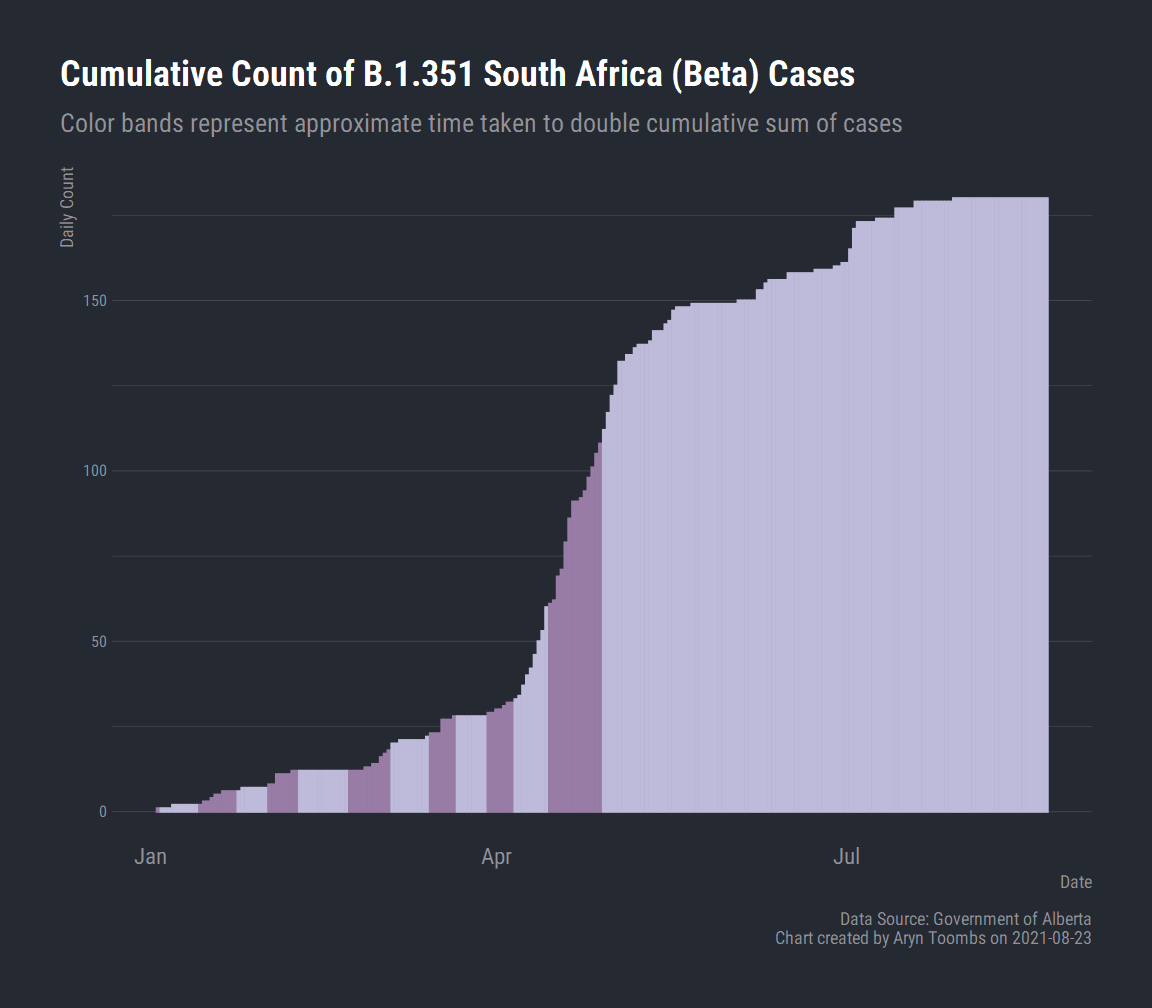 Cumulative Count of B.1.351 South Africa (Beta) Cases
Color bands represent approximate time taken to double cumulative sum of cases
Daily Count
150
100
50
0
Jan Apr Jul
Date
Data Source: Government of Alberta
Chart created by Aryn Toombs on 2021-08-23